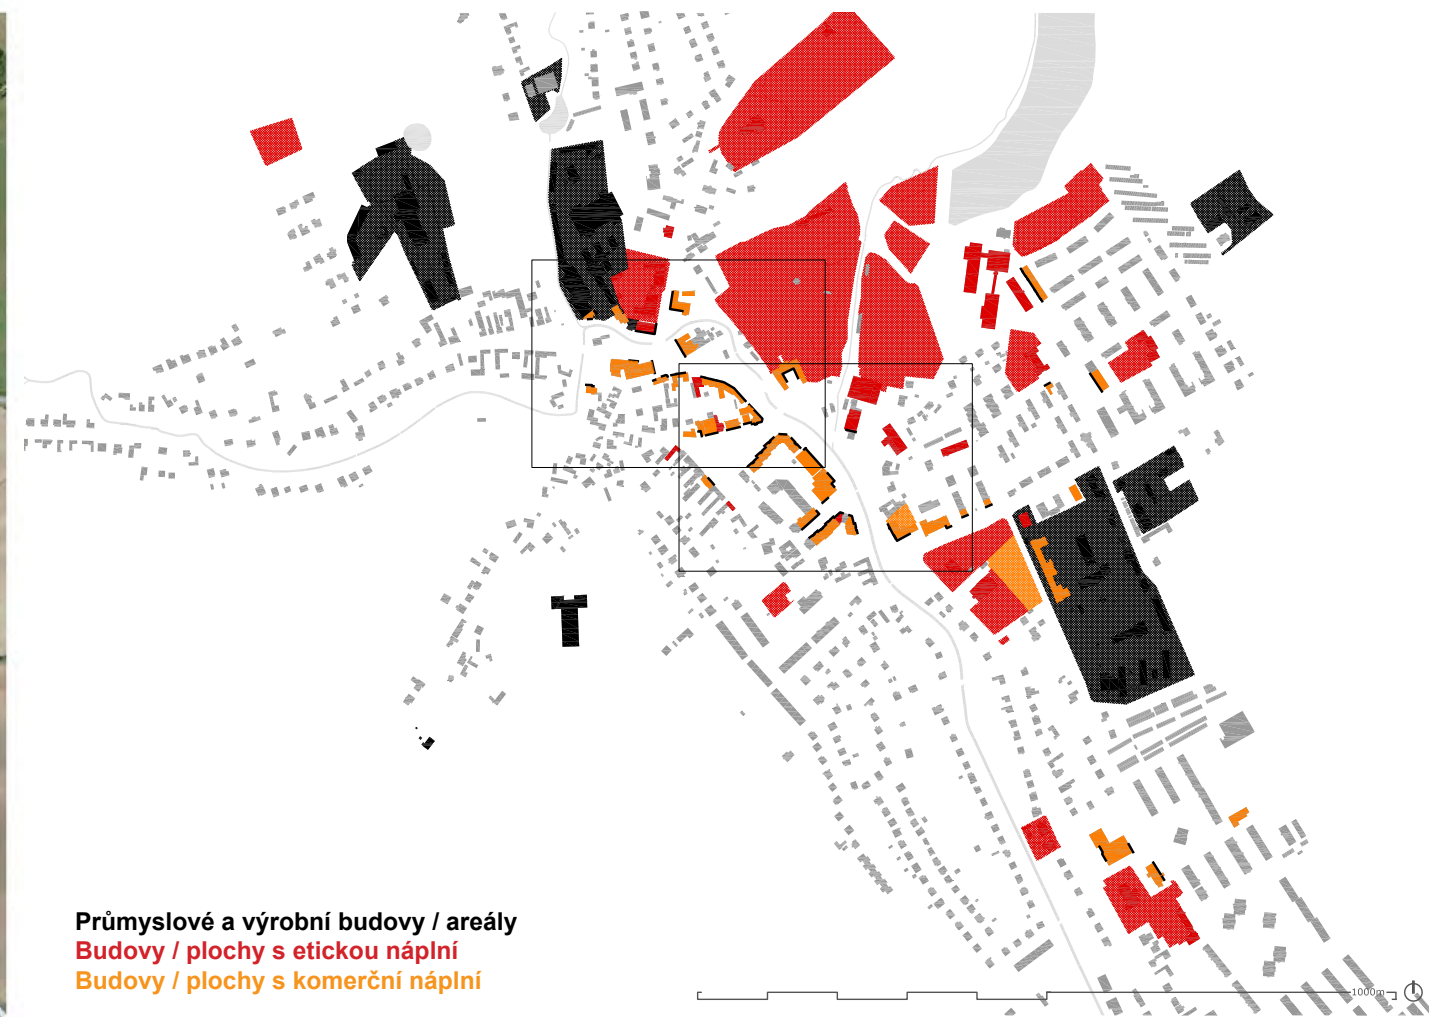 Průmyslové a výrobní budovy / areály
Budovy / plochy s etickou náplní
Budovy / plochy s komerční náplní
1000m